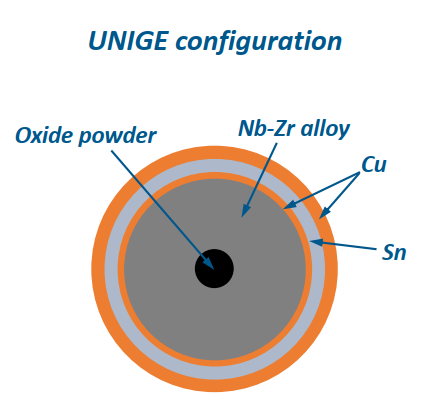 UNIGE configuration
Oxide powder
Nb-Zr alloy
Cu
Sn